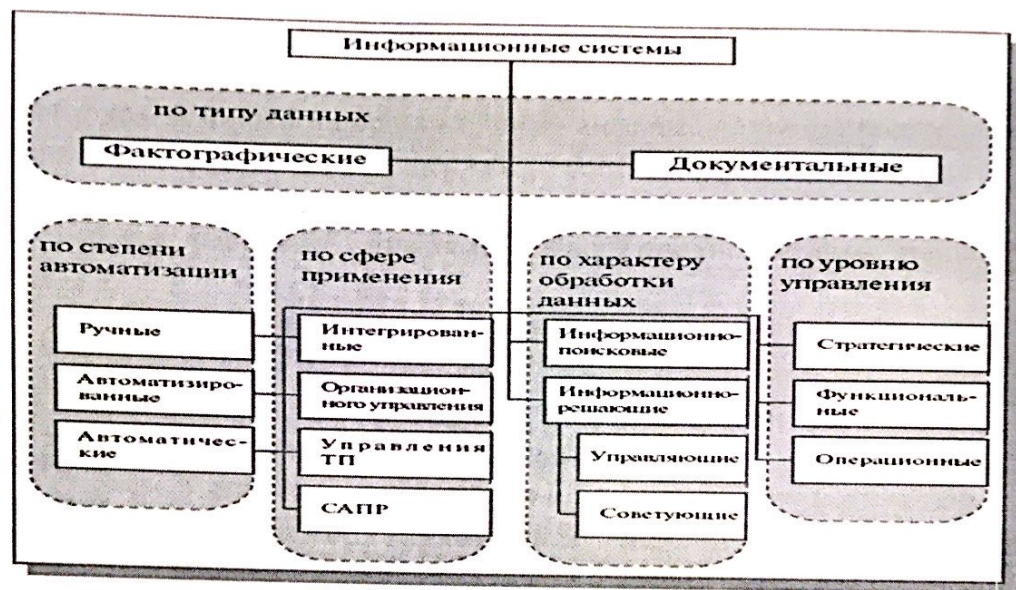 Информационные системы
по типу данных
Фактографические
Документальные
по степени
автоматизации
Ручные
Автоматизиро-
ванные
Автоматичес-
кие
по сфере
применения
Интегрирован-
ные
Организацион-
ного управления
Управления
ТП
САПР
по характеру
обработки
данных
Информационно-
поисковые
Информационно-
решающие
Управляющие
Советующие
по уровню
управления
Стратегические
Функциональ-
ные
Операционные